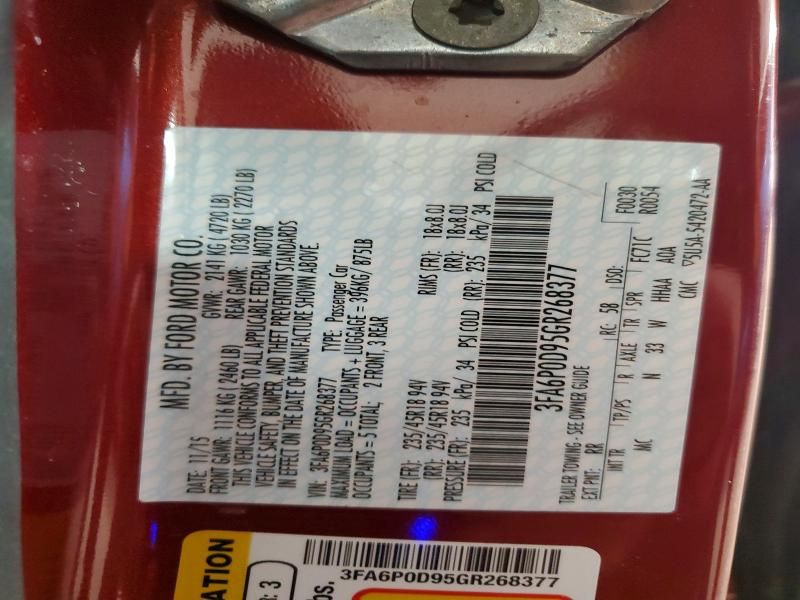 MFD. BY FORD MOTOR CO.
DATE: 11/15 GVWR: 2141 KG (4720 LB)
FRONT GAWR: 1116 KG (2460 LB) REAR GAWR: 1030 KG (2270 LB)
THIS VEHICLE CONFORMS TO ALL APPLICABLE FEDERAL MOTOR
VEHICLE SAFETY, BUMPER, AND THEFT PREVENTION STANDARDS
IN EFFECT ON THE DATE OF MANUFACTURE SHOWN ABOVE.
VIN: 3FA6P0D95GR268377 TYPE: Passenger Car
MAXIMUM LOAD = OCCUPANTS + LUGGAGE = 396KG/ 875LB
OCCUPANTS = 5 TOTAL; 2 FRONT, 3 REAR
TIRE (FR): 235/45R18 94V RIMS (FR): 18x8.0J
(RR): 235/45R18 94V (RR): 18x8.0J
PRESSURE (FR): 235 kPa/ 34 PSI COLD (RR): 235 kPa/ 34 PSI COLD
3FA6P0D95GR268377
TRAILER TOWING - SEE OWNER GUIDE
EXT PNT: RR RC: 58 DSO: F0030
R0054
INT TR TP/PS R AXLE TR SPR FC71C
MC N 33 W HHAA A0A
CMC ▽5U5A-5420472-AA
ATION
: 3
bs.
3FA6P0D95GR268377